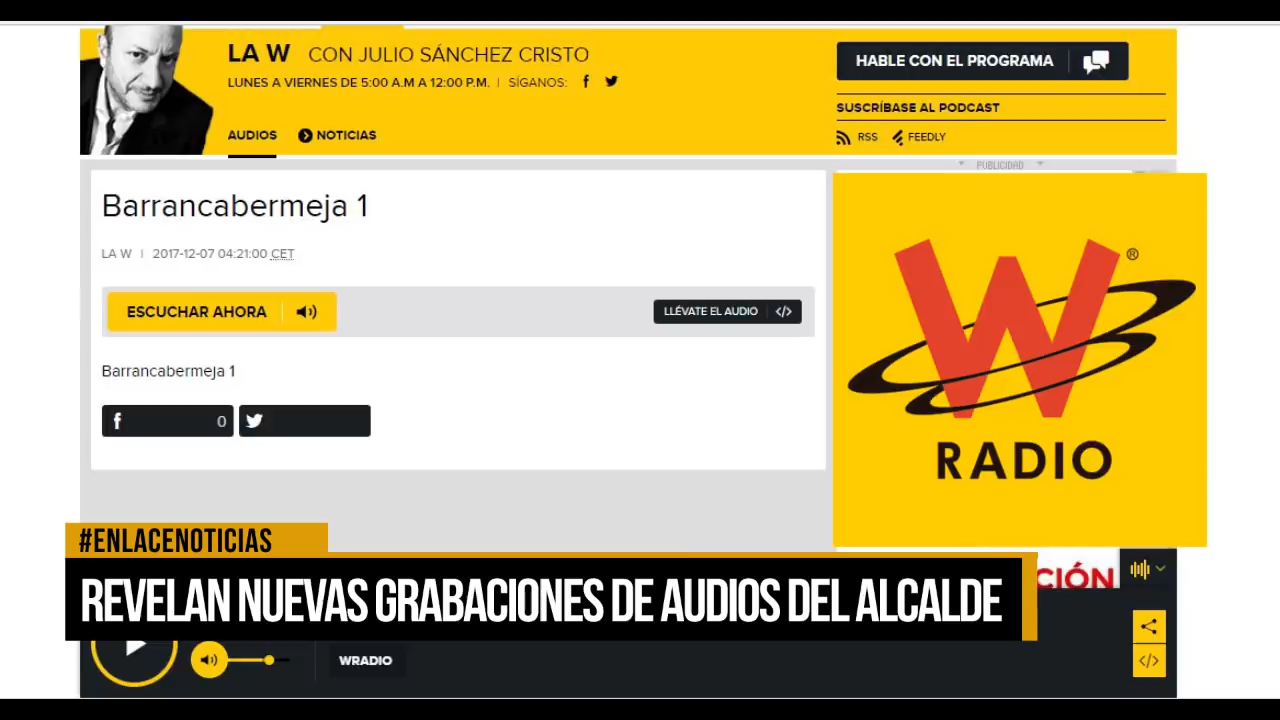 LA W CON JULIO SÁNCHEZ CRISTO
LUNES A VIERNES DE 5:00 A.M A 12:00 P.M. | SÍGANOS:
AUDIOS NOTICIAS
HABLE CON EL PROGRAMA
SUSCRÍBASE AL PODCAST
RSS FEEDLY
PUBLICIDAD
Barrancabermeja 1
LA W | 2017-12-07 04:21:00 CET
ESCUCHAR AHORA
LLÉVATE EL AUDIO </>
Barrancabermeja 1
0
W ®
RADIO
#ENLACENOTICIAS
REVELAN NUEVAS GRABACIONES DE AUDIOS DEL ALCALDE
CIÓN
WRADIO
</>